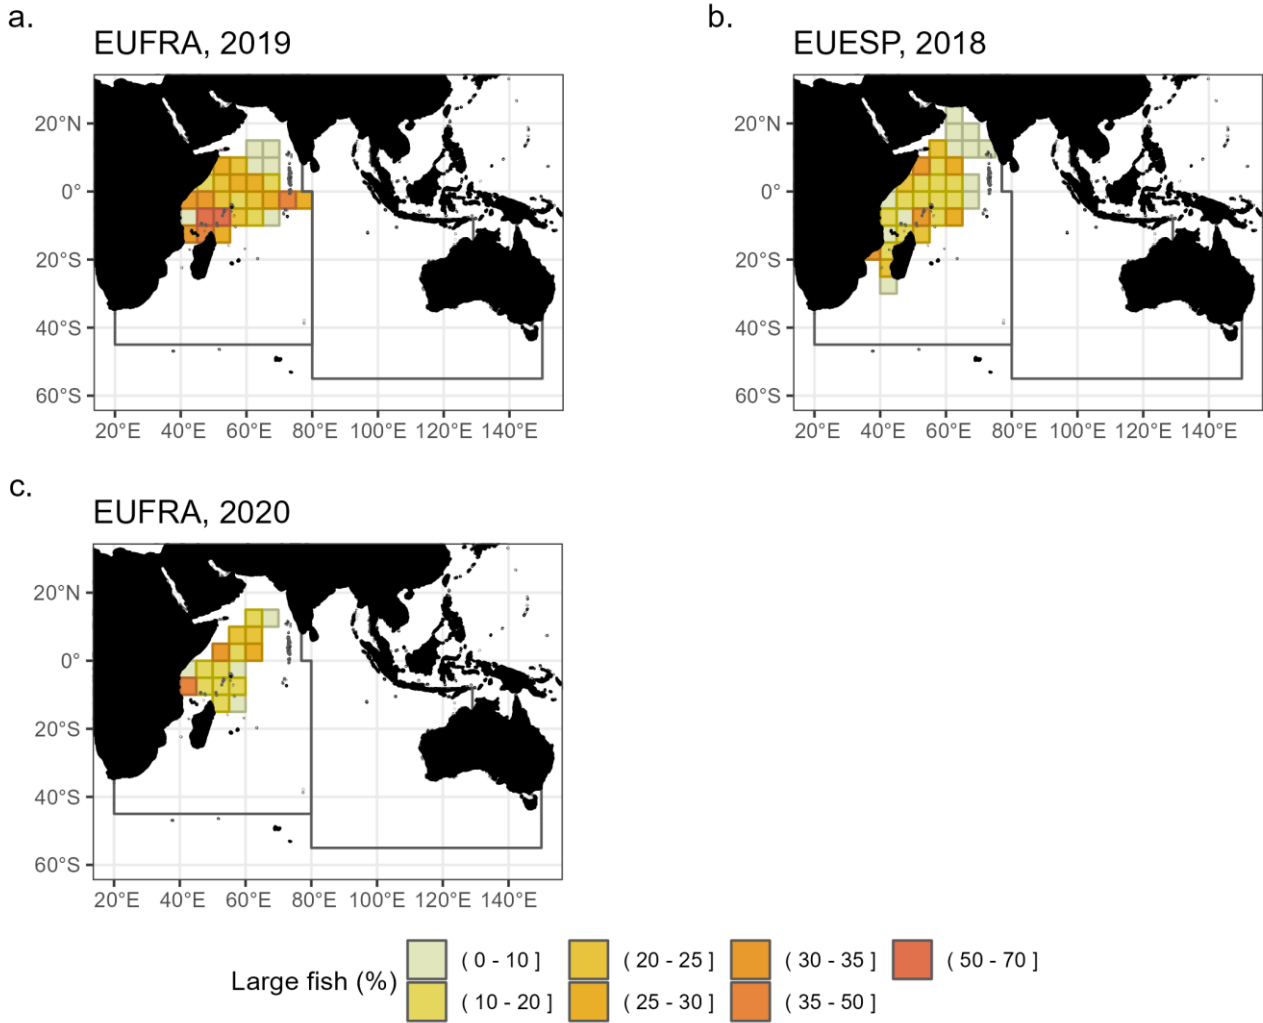 a.
EUFRA, 2019
20°N
0°
20°S
40°S
60°S
20°E 40°E 60°E 80°E 100°E 120°E 140°E
b.
EUESP, 2018
20°N
0°
20°S
40°S
60°S
20°E 40°E 60°E 80°E 100°E 120°E 140°E
c.
EUFRA, 2020
20°N
0°
20°S
40°S
60°S
20°E 40°E 60°E 80°E 100°E 120°E 140°E
Large fish (%)
( 0 - 10 ] ( 20 - 25 ] ( 30 - 35 ] ( 50 - 70 ]
( 10 - 20 ] ( 25 - 30 ] ( 35 - 50 ]